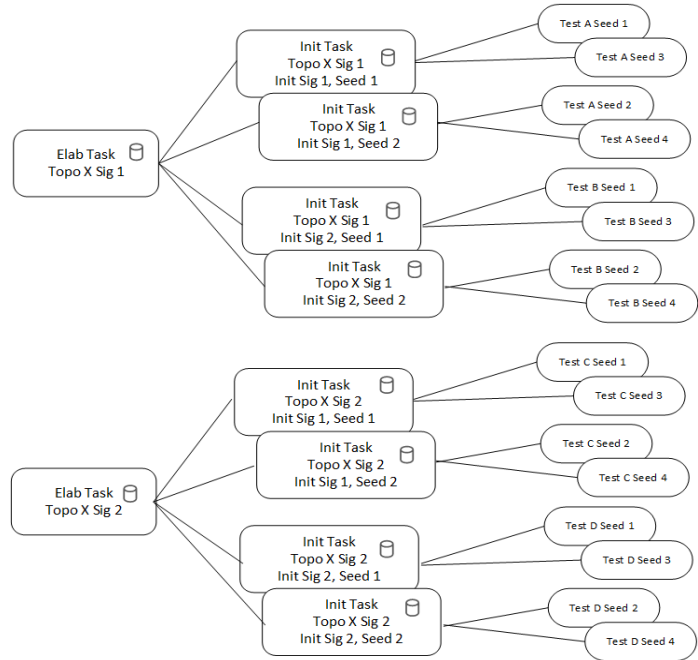 Elab Task
Topo X Sig 1
Init Task
Topo X Sig 1
Init Sig 1, Seed 1
Test A Seed 1
Test A Seed 3
Init Task
Topo X Sig 1
Init Sig 1, Seed 2
Test A Seed 2
Test A Seed 4
Init Task
Topo X Sig 1
Init Sig 2, Seed 1
Test B Seed 1
Test B Seed 3
Init Task
Topo X Sig 1
Init Sig 2, Seed 2
Test B Seed 2
Test B Seed 4
Elab Task
Topo X Sig 2
Init Task
Topo X Sig 2
Init Sig 1, Seed 1
Test C Seed 1
Test C Seed 3
Init Task
Topo X Sig 2
Init Sig 1, Seed 2
Test C Seed 2
Test C Seed 4
Init Task
Topo X Sig 2
Init Sig 2, Seed 1
Test D Seed 1
Test D Seed 3
Init Task
Topo X Sig 2
Init Sig 2, Seed 2
Test D Seed 2
Test D Seed 4